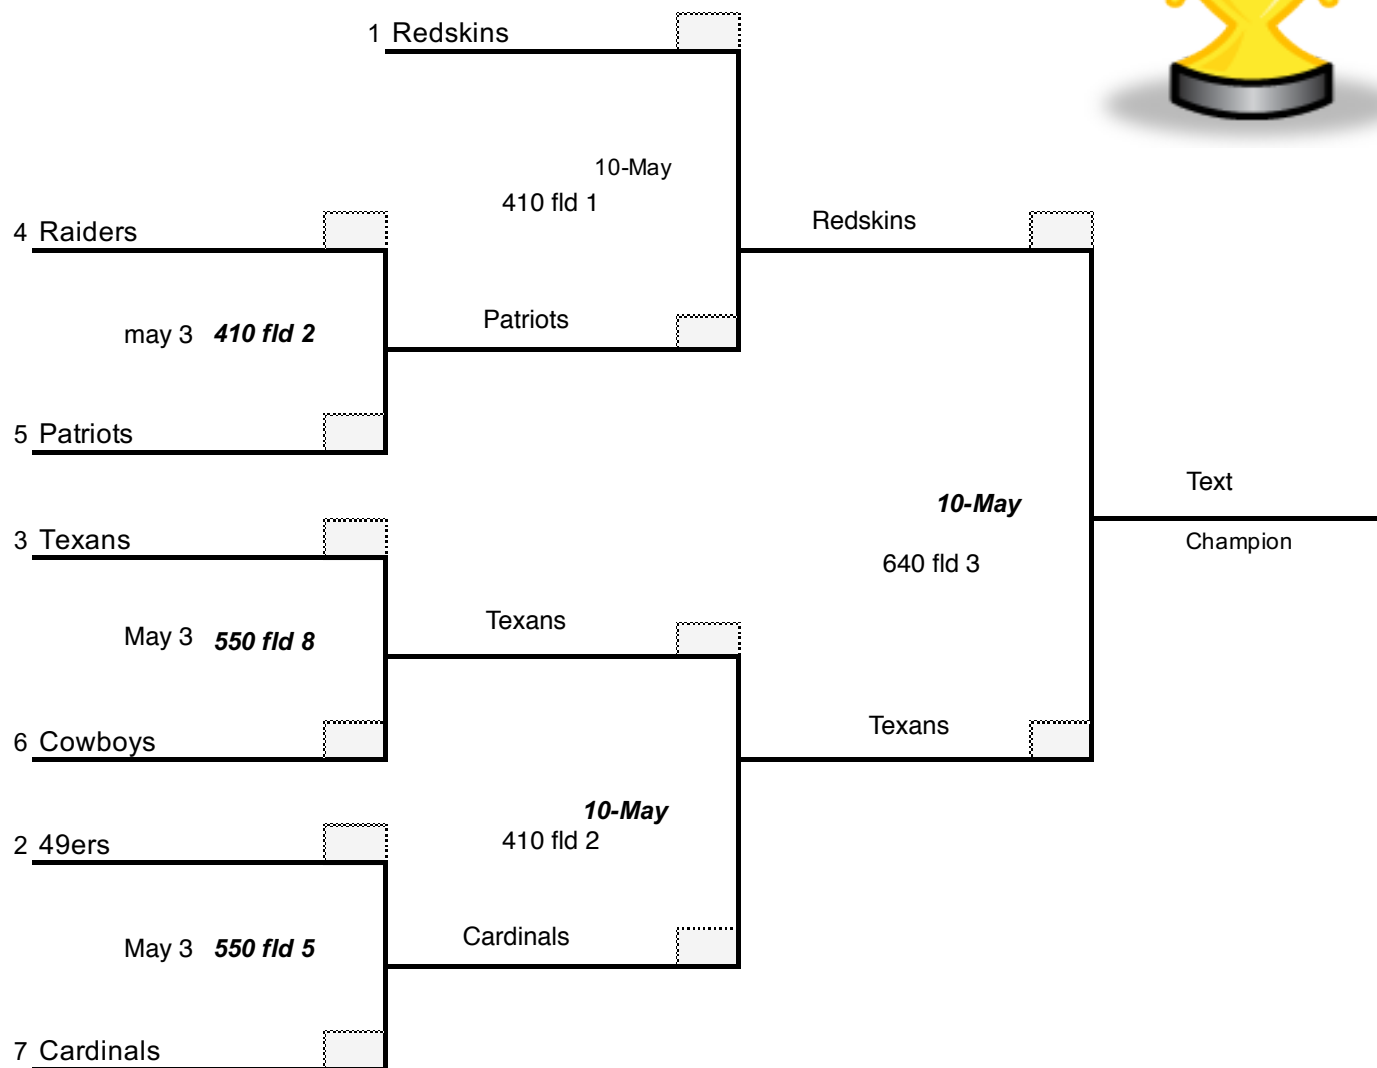 1 Redskins
10-May
410 fld 1
Redskins
4 Raiders
Patriots
may 3 410 fld 2
5 Patriots
Text
10-May
3 Texans
Champion
640 fld 3
Texans
May 3 550 fld 8
Texans
6 Cowboys
10-May
410 fld 2
2 49ers
Cardinals
May 3 550 fld 5
7 Cardinals